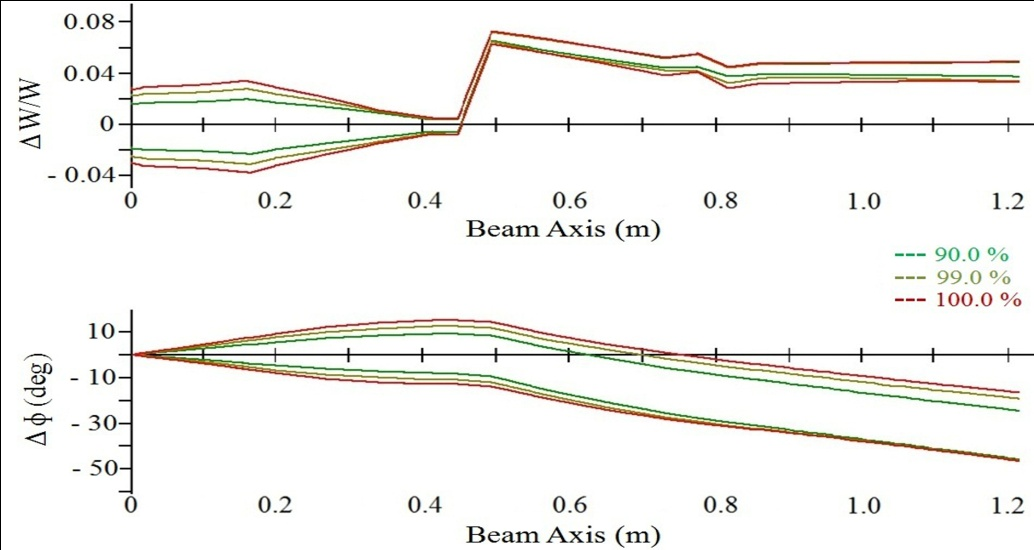 0.08
0.04
0
- 0.04
ΔW/W
0 0.2 0.4 0.6 0.8 1.0 1.2
Beam Axis (m)
90.0 %
99.0 %
100.0 %
10
- 10
- 30
- 50
Δϕ (deg)
0 0.2 0.4 0.6 0.8 1.0 1.2
Beam Axis (m)